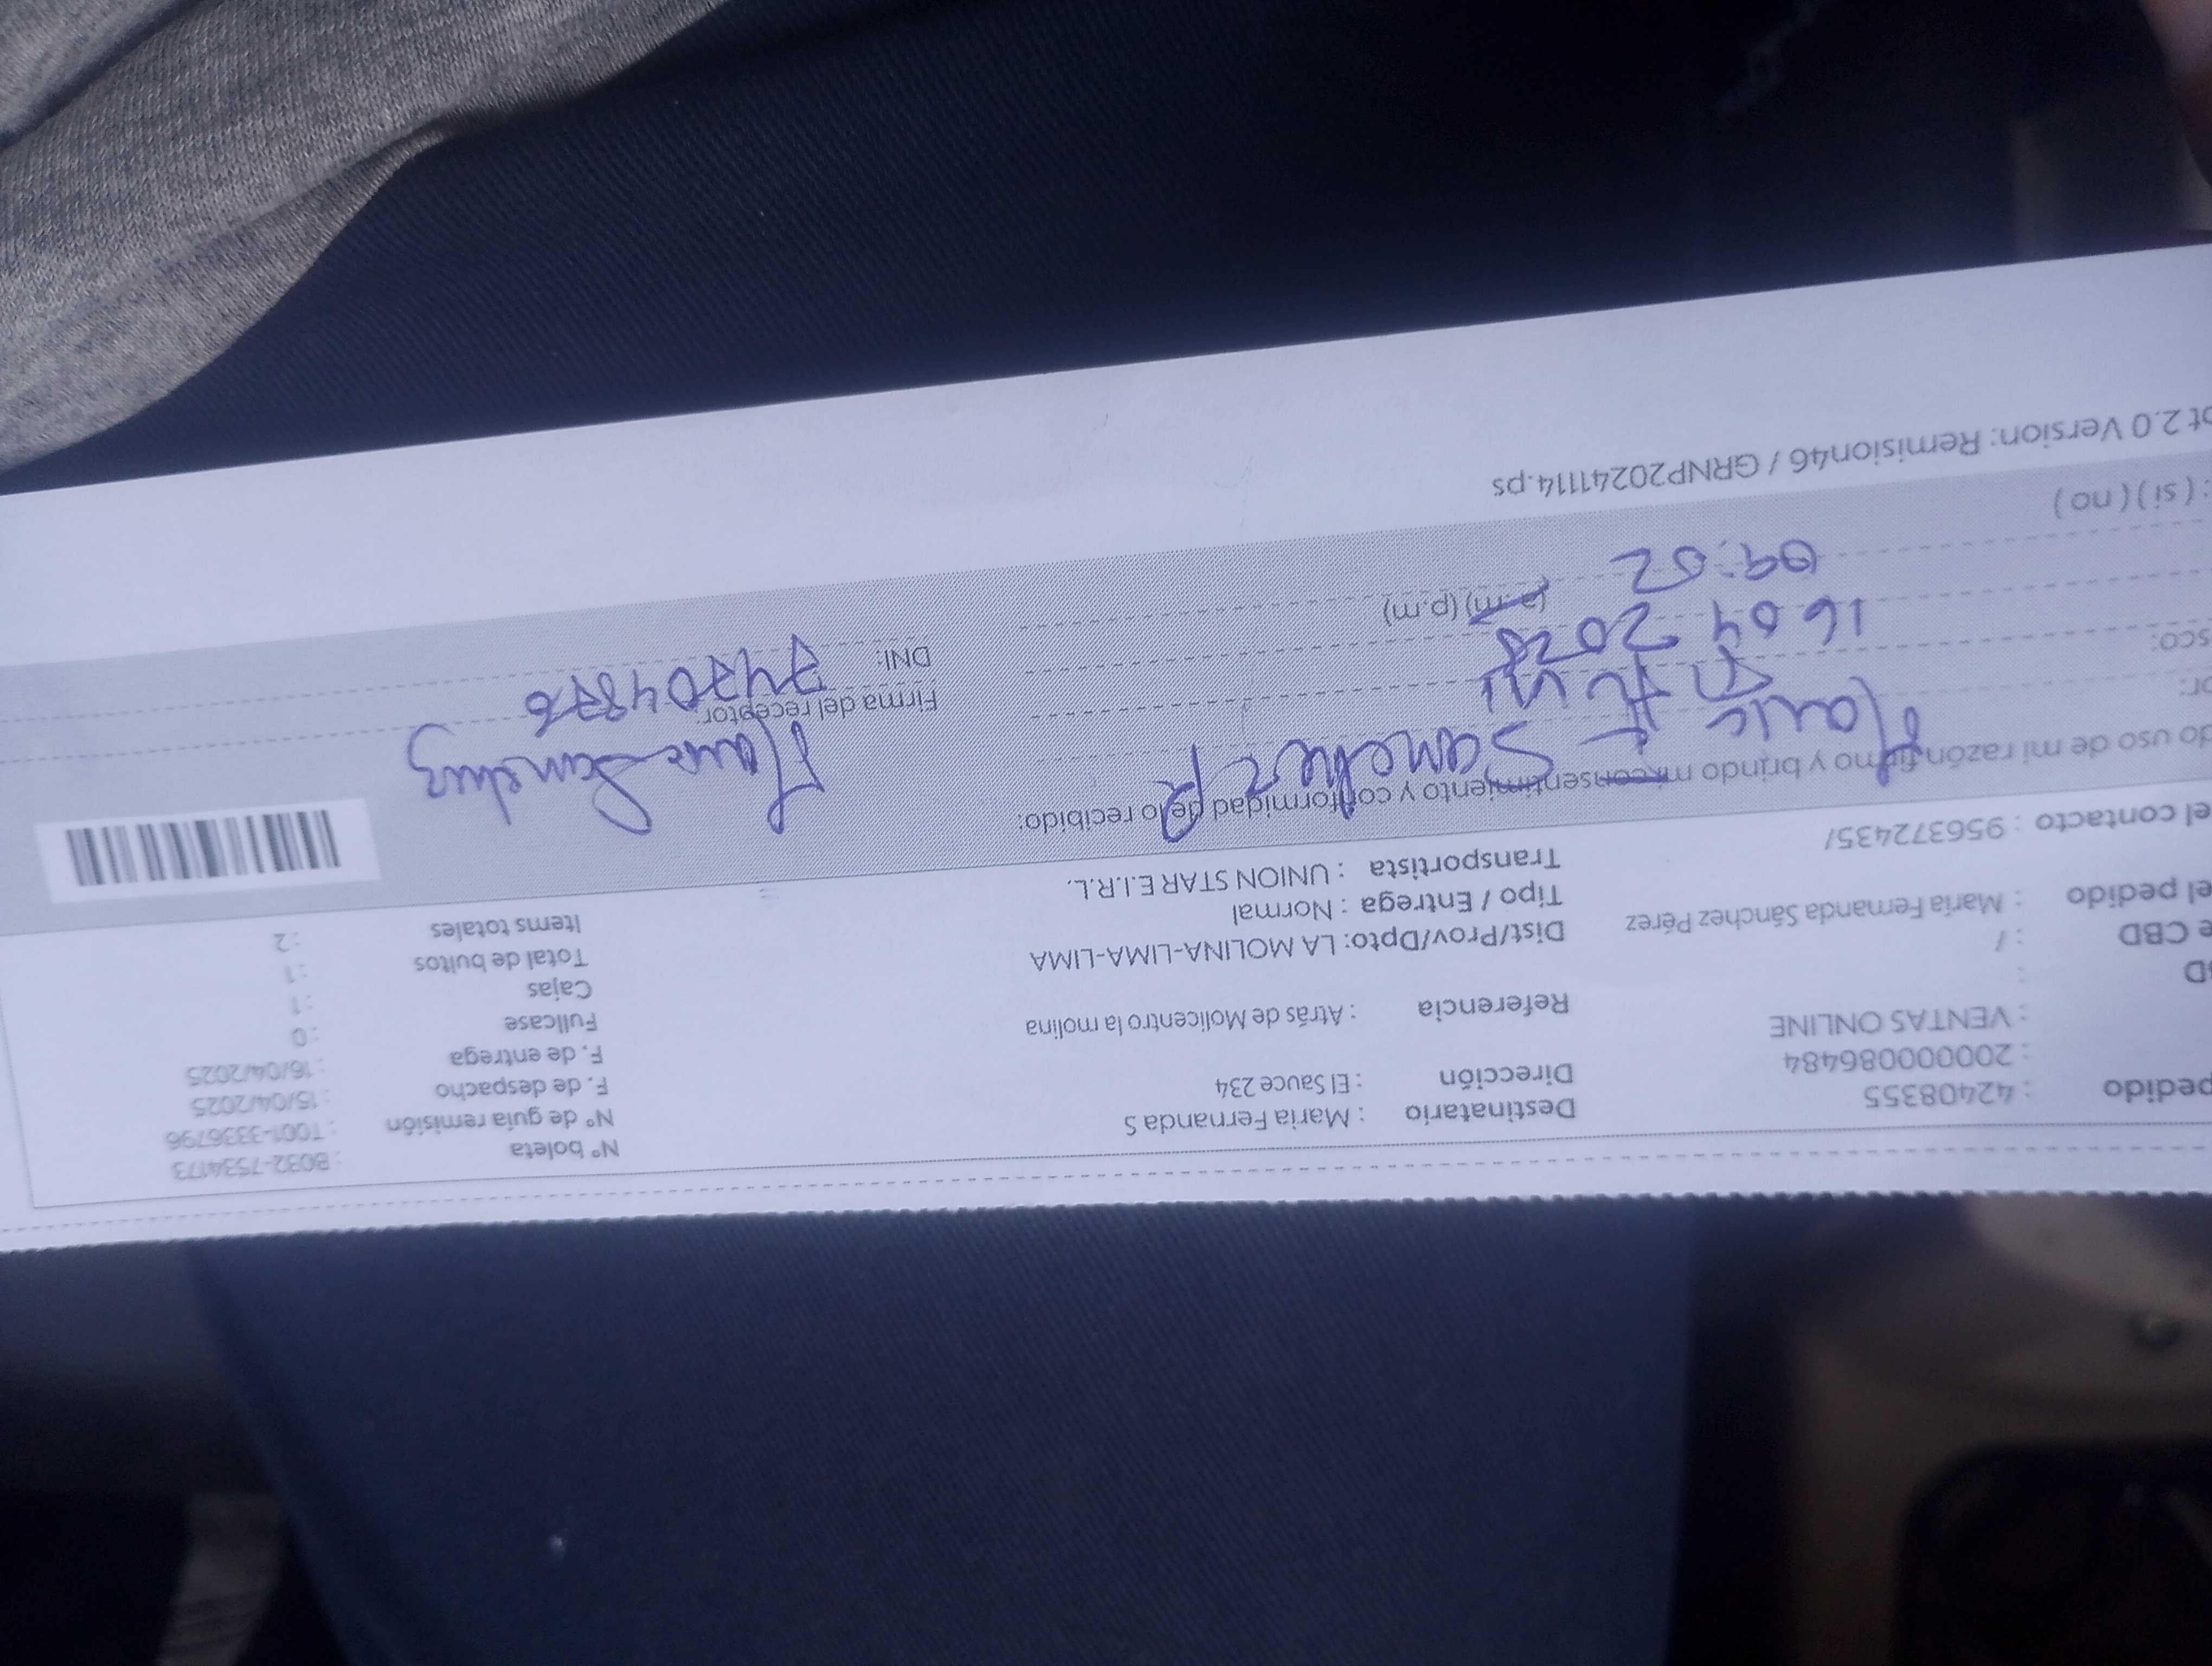 pedido : 42408355
Destinatario : Maria Fernanda S
Nº boleta : B032-7534173
: 2000000086484
Dirección : El Sauce 234
Nº de guía remisión : T001-3336796
: VENTAS ONLINE
F. de despacho : 15/04/2025
Referencia : Atrás de Molicentro la molina
F. de entrega : 16/04/2025
Fullcase : 0
e CBD : /
Dist/Prov/Dpto: LA MOLINA-LIMA-LIMA
Cajas : 1
el pedido : María Fernanda Sánchez Pérez
Tipo / Entrega : Normal
Total de bultos : 1
el contacto : 956372435/
Transportista : UNION STAR E.I.R.L.
Items totales : 2
do uso de mi razón firmo y brindo mi consentimiento y conformidad de lo recibido:
Sanchez P
Firma del receptor:
DNI:
16 04 2025
(a.m) (p.m)
09:02
: ( si ) ( no )
ot 2.0 Version: Remision46 / GRNP20241114.ps